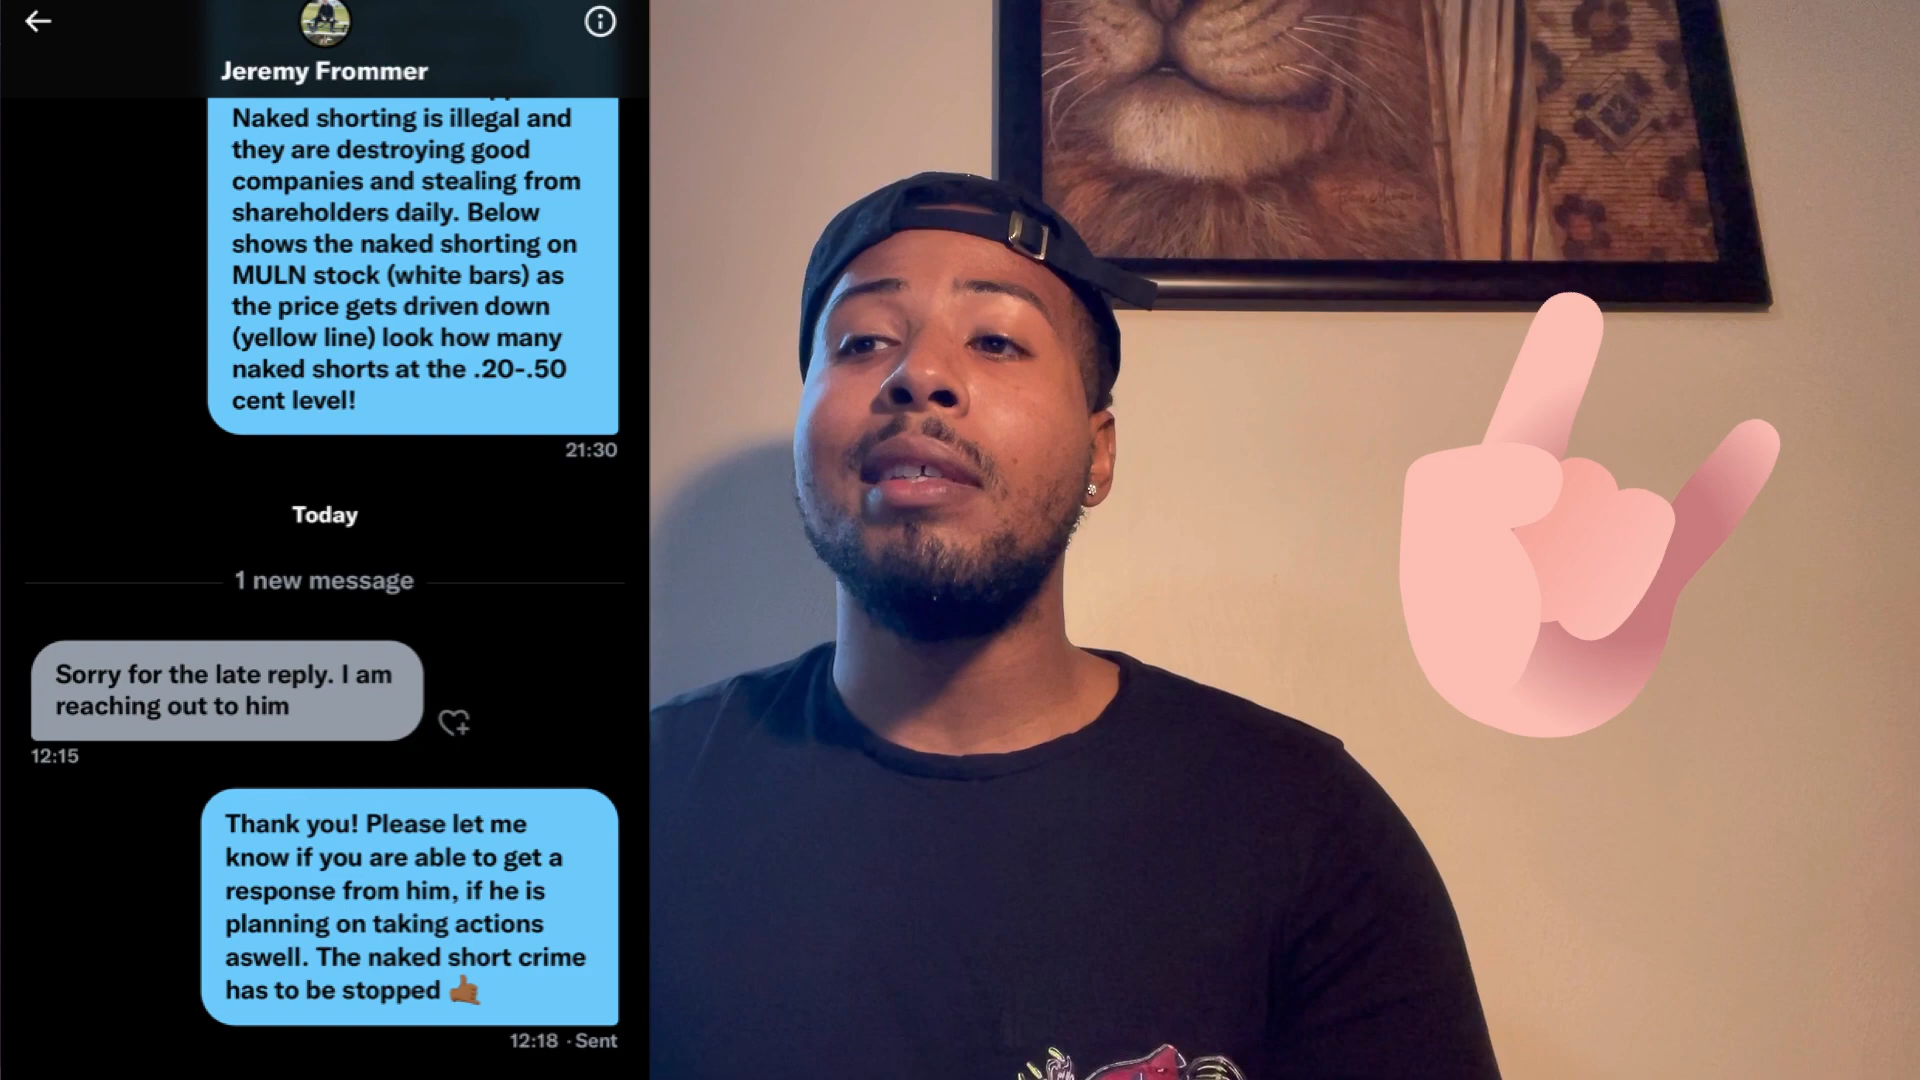 Jeremy Frommer
Naked shorting is illegal and
they are destroying good
companies and stealing from
shareholders daily. Below
shows the naked shorting on
MULN stock (white bars) as
the price gets driven down
(yellow line) look how many
naked shorts at the .20-.50
cent level!
21:30
Today
1 new message
Sorry for the late reply. I am
reaching out to him
12:15
Thank you! Please let me
know if you are able to get a
response from him, if he is
planning on taking actions
aswell. The naked short crime
has to be stopped 🤙🏾
12:18 · Sent